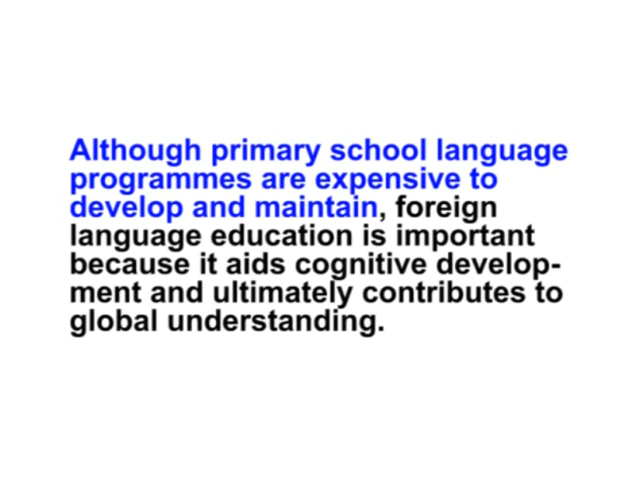 Although primary school language
programmes are expensive to
develop and maintain, foreign
language education is important
because it aids cognitive develop-
ment and ultimately contributes to
global understanding.